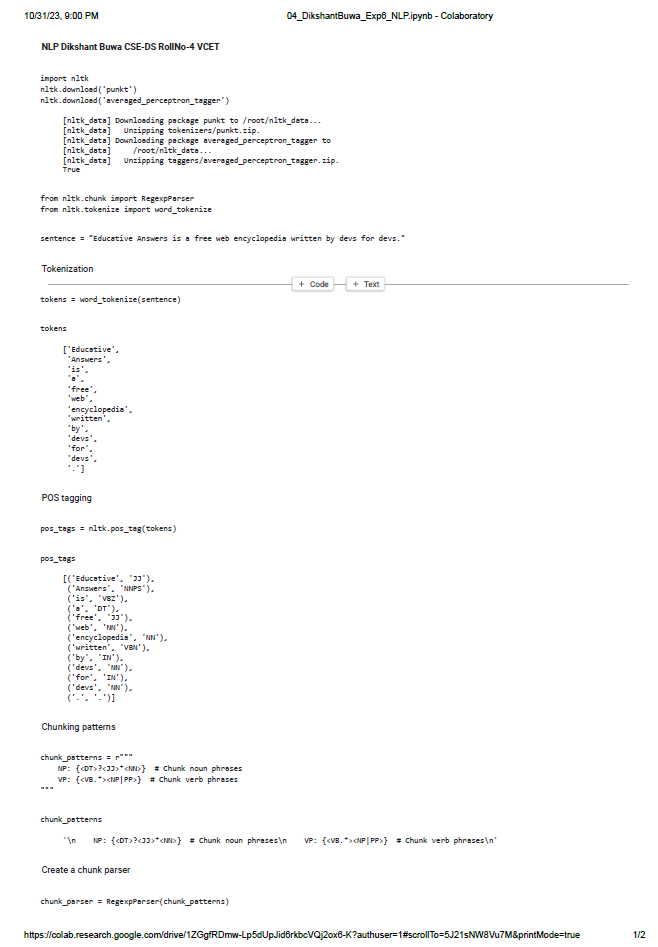 10/31/23, 9:00 PM 04_DikshantBuwa_Exp6_NLP.ipynb - Colaboratory
NLP Dikshant Buwa CSE-DS RollNo-4 VCET
import nltk
nltk.download('punkt')
nltk.download('averaged_perceptron_tagger')
[nltk_data] Downloading package punkt to /root/nltk_data...
[nltk_data]   Unzipping tokenizers/punkt.zip.
[nltk_data] Downloading package averaged_perceptron_tagger to
[nltk_data]     /root/nltk_data...
[nltk_data]   Unzipping taggers/averaged_perceptron_tagger.zip.
True
from nltk.chunk import RegexpParser
from nltk.tokenize import word_tokenize
sentence = "Educative Answers is a free web encyclopedia written by devs for devs."
Tokenization
+ Code + Text
tokens = word_tokenize(sentence)
tokens
['Educative',
'Answers',
'is',
'a',
'free',
'web',
'encyclopedia',
'written',
'by',
'devs',
'for',
'devs',
'.']
POS tagging
pos_tags = nltk.pos_tag(tokens)
pos_tags
[('Educative', 'JJ'),
('Answers', 'NNPS'),
('is', 'VBZ'),
('a', 'DT'),
('free', 'JJ'),
('web', 'NN'),
('encyclopedia', 'NN'),
('written', 'VBN'),
('by', 'IN'),
('devs', 'NN'),
('for', 'IN'),
('devs', 'NN'),
('.', '.')]
Chunking patterns
chunk_patterns = r"""
NP: {<DT>?<JJ>*<NN>}  # Chunk noun phrases
VP: {<VB.*><NP|PP>}  # Chunk verb phrases
"""
chunk_patterns
'\n    NP: {<DT>?<JJ>*<NN>}  # Chunk noun phrases\n    VP: {<VB.*><NP|PP>}  # Chunk verb phrases\n'
Create a chunk parser
chunk_parser = RegexpParser(chunk_patterns)
https://colab.research.google.com/drive/1ZGgfRDmw-Lp5dUpJid6rkbcVQj2ox6-K?authuser=1#scrollTo=5J21sNW8Vu7M&printMode=true 1/2